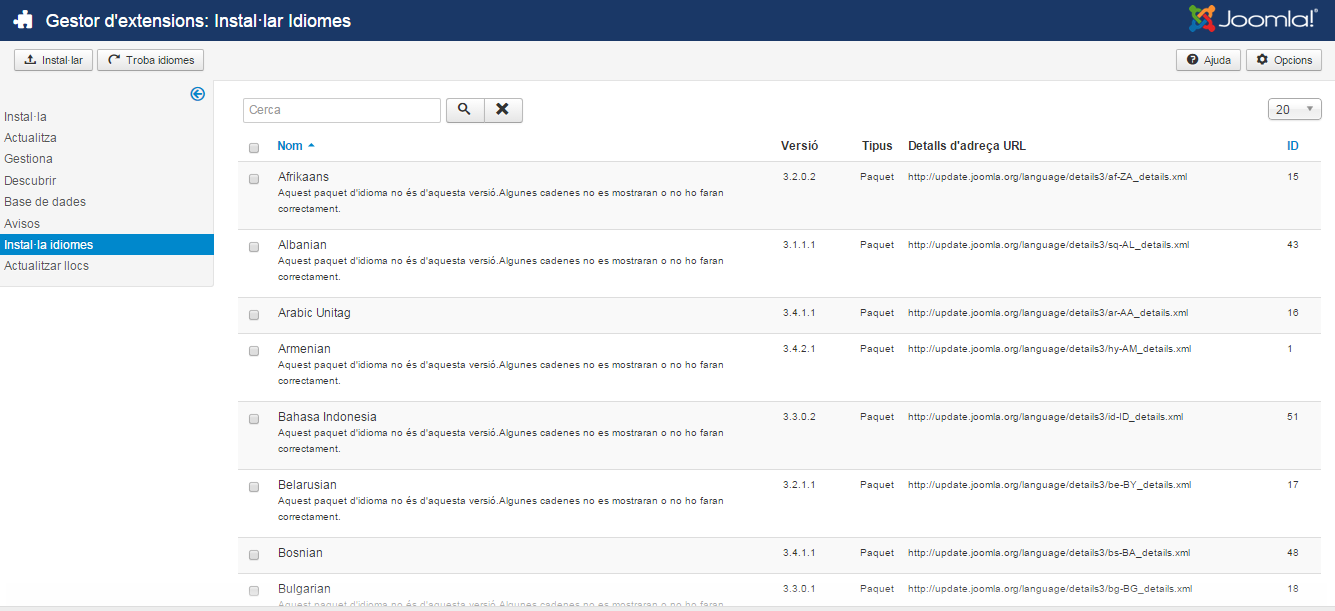 Gestor d'extensions: Instal·lar Idiomes
Joomla!®
Instal·lar
Troba idiomes
Ajuda
Opcions
Instal·la
Actualitza
Gestiona
Descubrir
Base de dades
Avisos
Instal·la idiomes
Actualitzar llocs
Cerca
20
Nom Versió Tipus Detalls d'adreça URL ID
Afrikaans 3.2.0.2 Paquet http://update.joomla.org/language/details3/af-ZA_details.xml 15
Aquest paquet d'idioma no és d'aquesta versió.Algunes cadenes no es mostraran o no ho faran
correctament.
Albanian 3.1.1.1 Paquet http://update.joomla.org/language/details3/sq-AL_details.xml 43
Aquest paquet d'idioma no és d'aquesta versió.Algunes cadenes no es mostraran o no ho faran
correctament.
Arabic Unitag 3.4.1.1 Paquet http://update.joomla.org/language/details3/ar-AA_details.xml 16
Armenian 3.4.2.1 Paquet http://update.joomla.org/language/details3/hy-AM_details.xml 1
Aquest paquet d'idioma no és d'aquesta versió.Algunes cadenes no es mostraran o no ho faran
correctament.
Bahasa Indonesia 3.3.0.2 Paquet http://update.joomla.org/language/details3/id-ID_details.xml 51
Aquest paquet d'idioma no és d'aquesta versió.Algunes cadenes no es mostraran o no ho faran
correctament.
Belarusian 3.2.1.1 Paquet http://update.joomla.org/language/details3/be-BY_details.xml 17
Aquest paquet d'idioma no és d'aquesta versió.Algunes cadenes no es mostraran o no ho faran
correctament.
Bosnian 3.4.1.1 Paquet http://update.joomla.org/language/details3/bs-BA_details.xml 48
Bulgarian 3.3.0.1 Paquet http://update.joomla.org/language/details3/bg-BG_details.xml 18
Aquest paquet d'idioma no és d'aquesta versió.Algunes cadenes no es mostraran o no ho faran